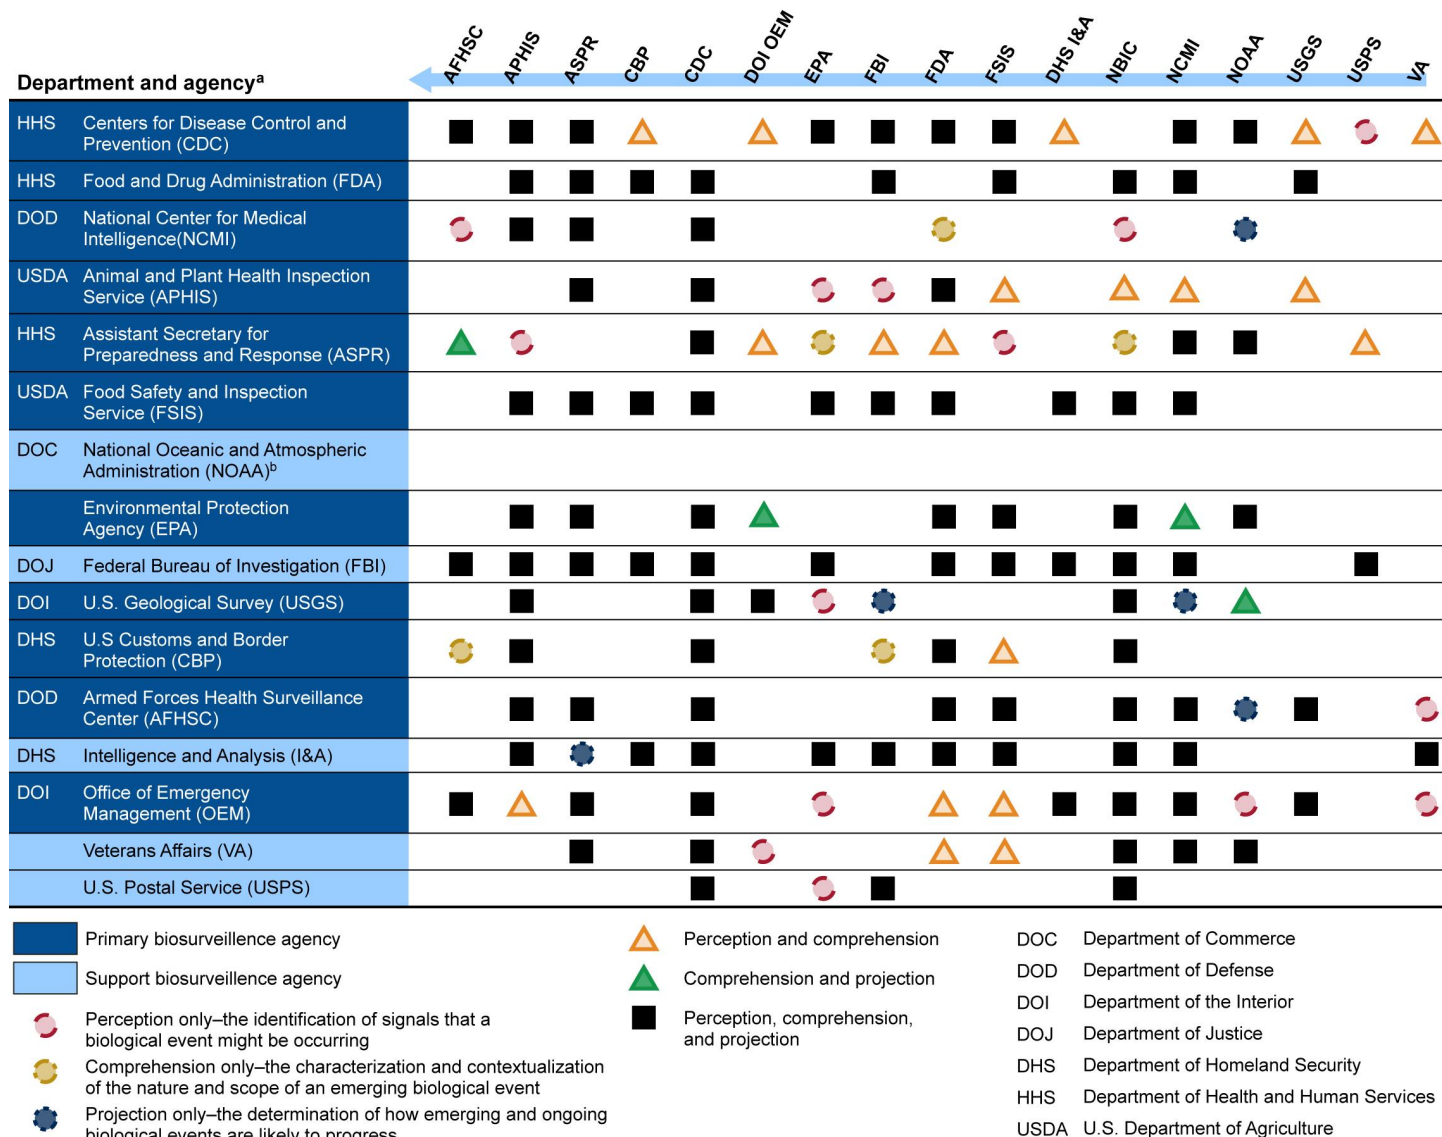 AFHSC APHIS ASPR CBP CDC DOI OEM EPA FBI FDA FSIS DHS I&A NBIC NCMI NOAA USGS USPS VA
Department and agencyª
HHS Centers for Disease Control and
Prevention (CDC)
HHS Food and Drug Administration (FDA)
DOD National Center for Medical
Intelligence(NCMI)
USDA Animal and Plant Health Inspection
Service (APHIS)
HHS Assistant Secretary for
Preparedness and Response (ASPR)
USDA Food Safety and Inspection
Service (FSIS)
DOC National Oceanic and Atmospheric
Administration (NOAA)ᵇ
Environmental Protection
Agency (EPA)
DOJ Federal Bureau of Investigation (FBI)
DOI U.S. Geological Survey (USGS)
DHS U.S Customs and Border
Protection (CBP)
DOD Armed Forces Health Surveillance
Center (AFHSC)
DHS Intelligence and Analysis (I&A)
DOI Office of Emergency
Management (OEM)
Veterans Affairs (VA)
U.S. Postal Service (USPS)
Primary biosurveillence agency
Support biosurveillence agency
Perception only–the identification of signals that a
biological event might be occurring
Comprehension only–the characterization and contextualization
of the nature and scope of an emerging biological event
Projection only–the determination of how emerging and ongoing
biological events are likely to progress
Perception and comprehension
Comprehension and projection
Perception, comprehension,
and projection
DOC Department of Commerce
DOD Department of Defense
DOI Department of the Interior
DOJ Department of Justice
DHS Department of Homeland Security
HHS Department of Health and Human Services
USDA U.S. Department of Agriculture